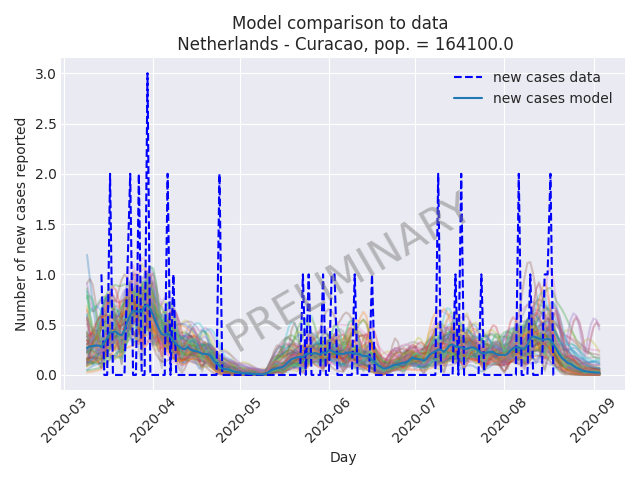 Model comparison to data
Netherlands - Curacao, pop. = 164100.0
Number of new cases reported
3.0
2.5
2.0
1.5
1.0
0.5
0.0
new cases data
new cases model
PRELIMINARY
2020-03
2020-04
2020-05
2020-06
2020-07
2020-08
2020-09
Day